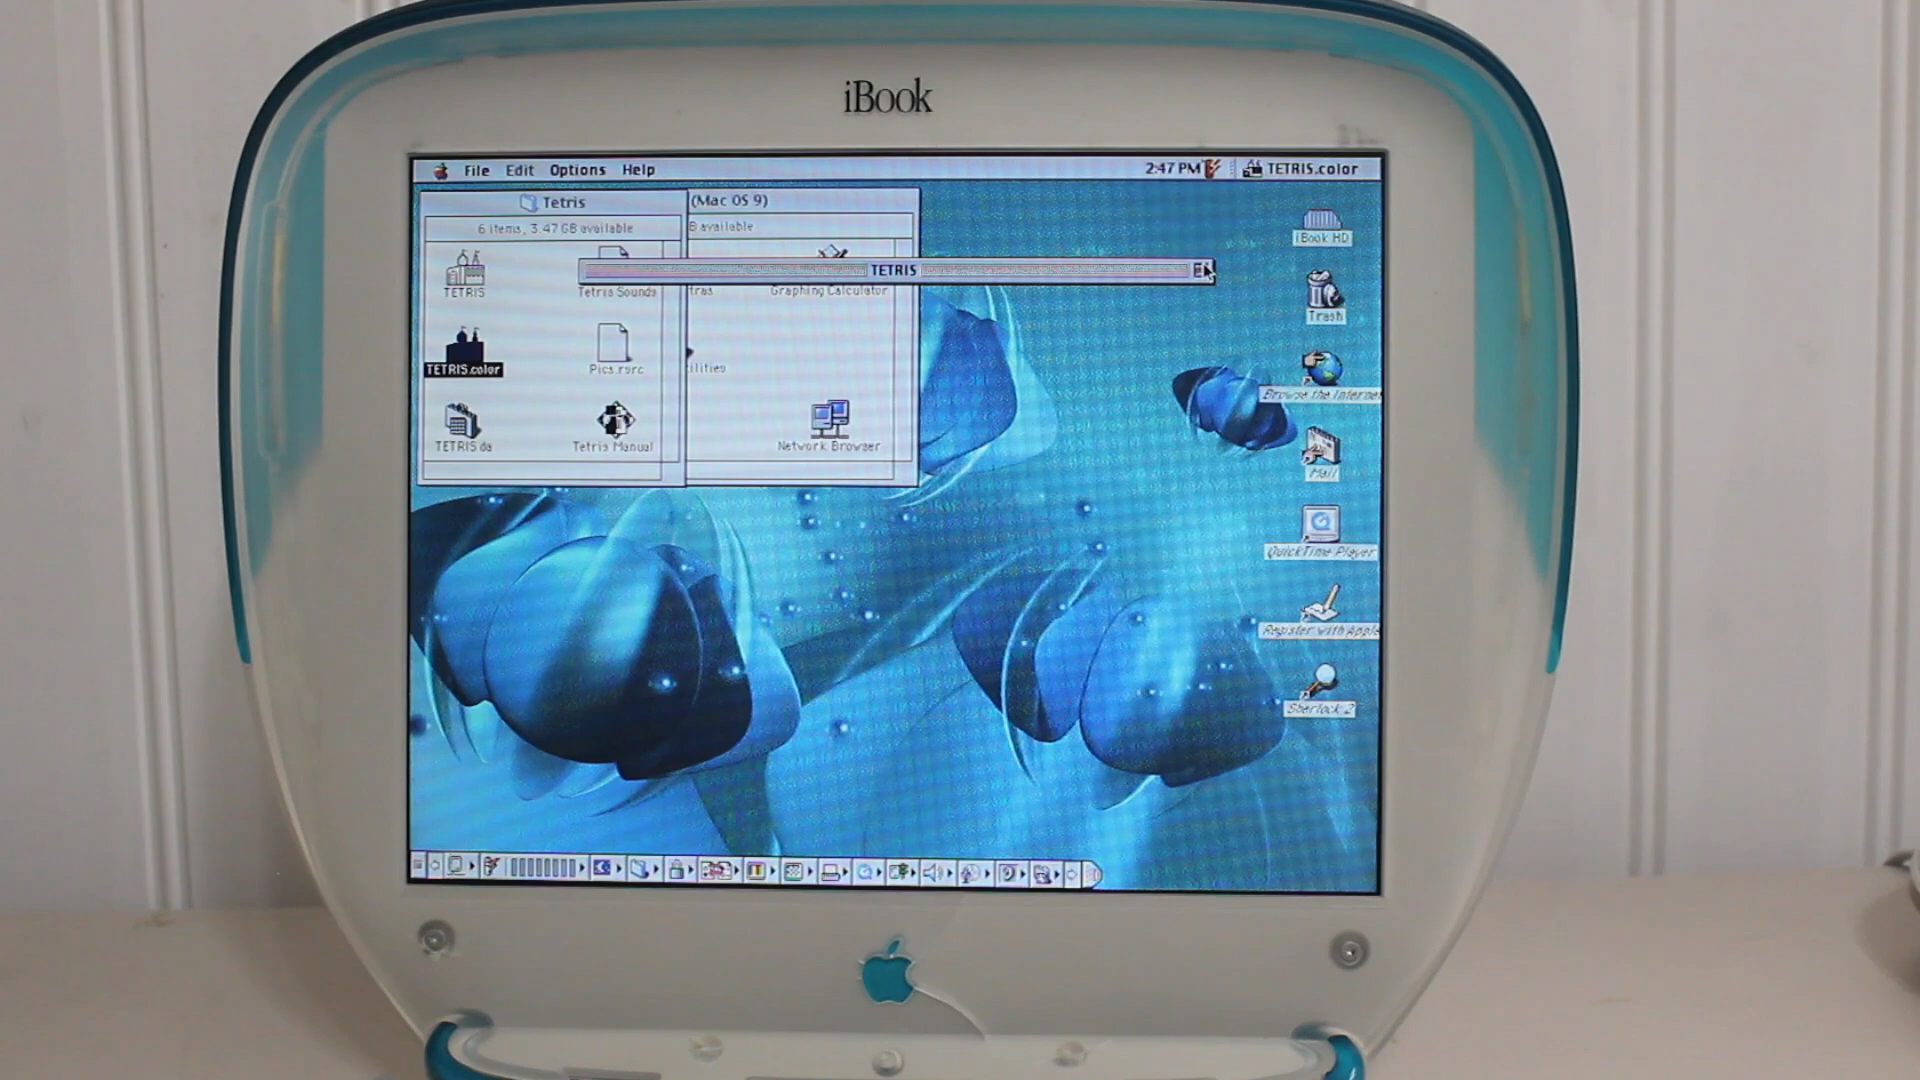 iBook
File Edit Options Help
2:47 PM
TETRIS.color
Tetris
(Mac OS 9)
6 items, 3.47 GB available
B available
TETRIS
TETRIS
Tetris Sounds
tras
Graphing Calculator
TETRIS.color
Pics.rsrc
ilities
TETRIS da
Tetris Manual
Network Browser
iBook HD
Trash
Browse the Internet
Mail
QuickTime Player
Register with Apple
Sherlock 2